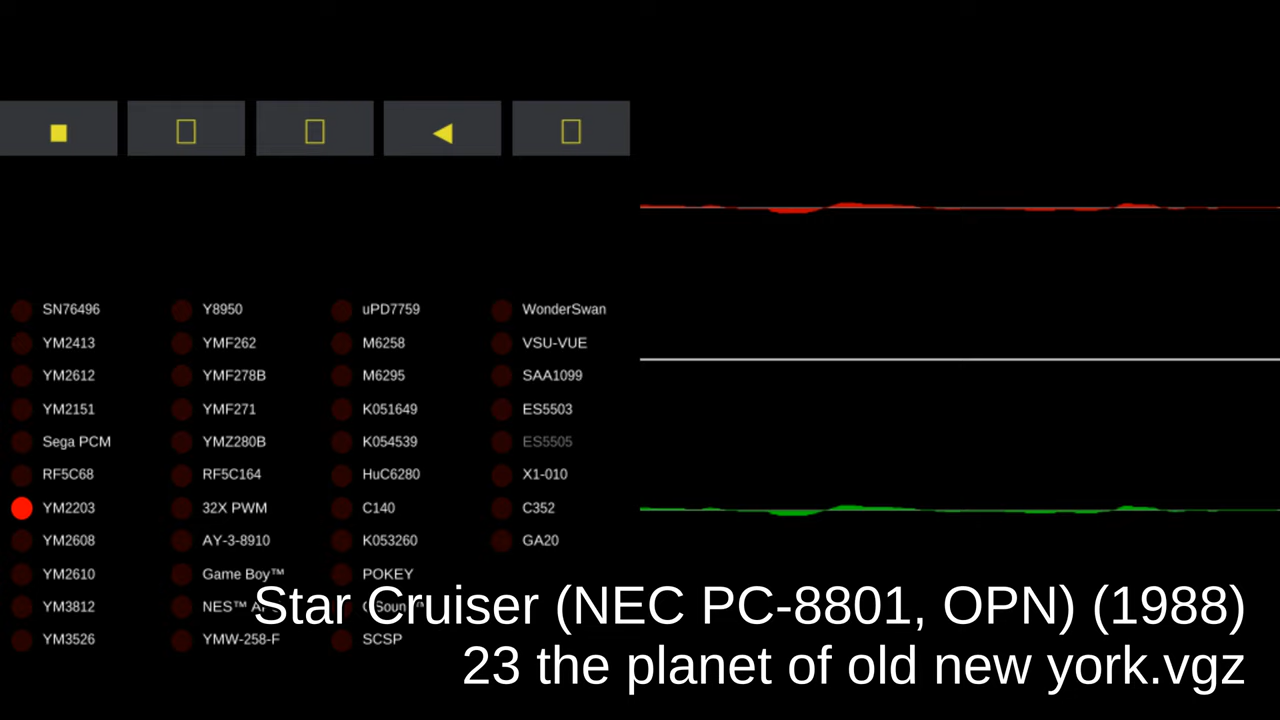 SN76496 Y8950 uPD7759 WonderSwan
YM2413 YMF262 M6258 VSU-VUE
YM2612 YMF278B M6295 SAA1099
YM2151 YMF271 K051649 ES5503
Sega PCM YMZ280B K054539 ES5505
RF5C68 RF5C164 HuC6280 X1-010
YM2203 32X PWM C140 C352
YM2608 AY-3-8910 K053260 GA20
YM2610 Game Boy™ POKEY
YM3812 NES™
YM3526 YMW-258-F SCSP
Star Cruiser (NEC PC-8801, OPN) (1988)
23 the planet of old new york.vgz